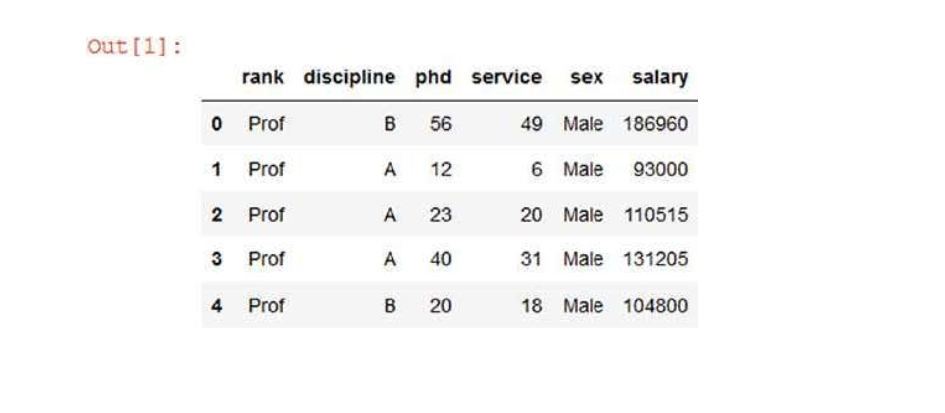 Out[1]:
rank discipline phd service sex salary
0 Prof B 56 49 Male 186960
1 Prof A 12 6 Male 93000
2 Prof A 23 20 Male 110515
3 Prof A 40 31 Male 131205
4 Prof B 20 18 Male 104800